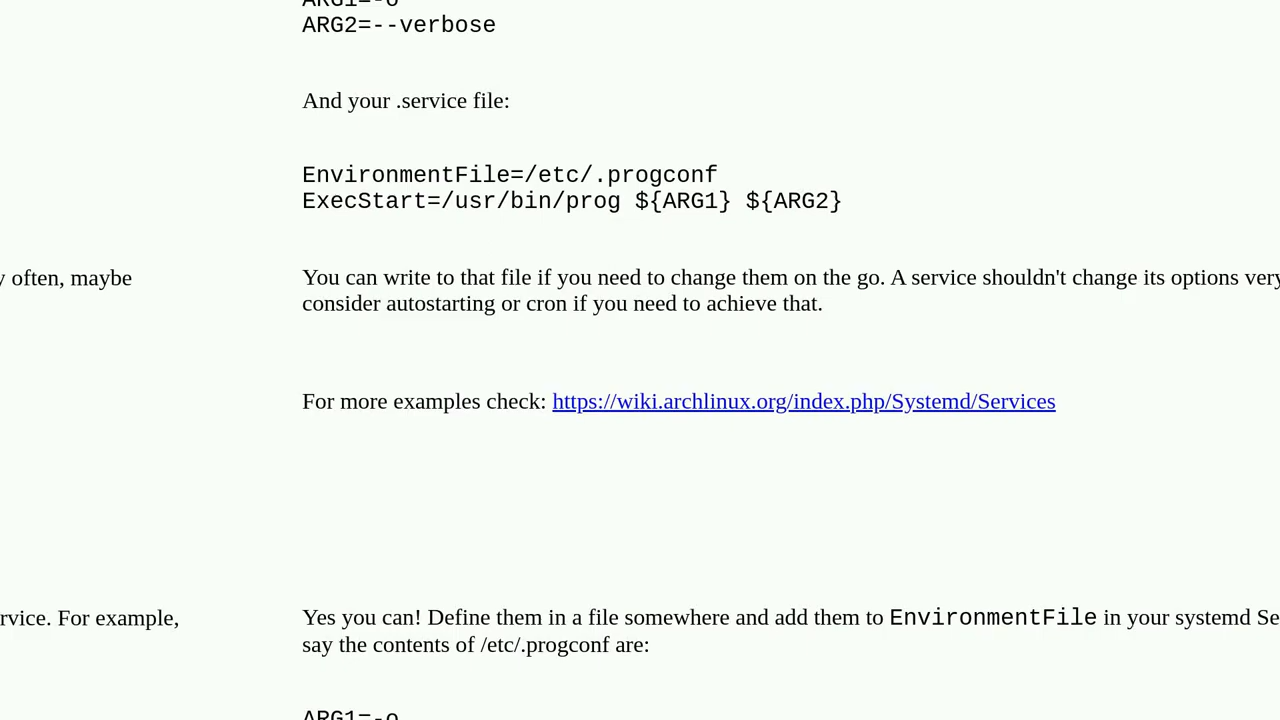 ARG1=-o
ARG2=--verbose
And your .service file:
EnvironmentFile=/etc/.progconf
ExecStart=/usr/bin/prog ${ARG1} ${ARG2}
y often, maybe
You can write to that file if you need to change them on the go. A service shouldn't change its options very
consider autostarting or cron if you need to achieve that.
For more examples check: https://wiki.archlinux.org/index.php/Systemd/Services
rvice. For example,
Yes you can! Define them in a file somewhere and add them to EnvironmentFile in your systemd Se
say the contents of /etc/.progconf are:
ARG1=-o